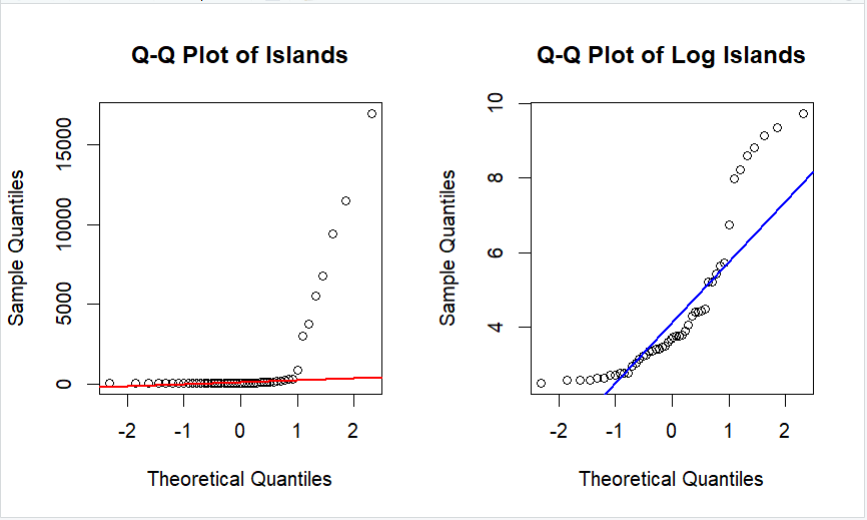 Q-Q Plot of Islands
Sample Quantiles
15000
10000
5000
0
-2 -1 0 1 2
Theoretical Quantiles
Q-Q Plot of Log Islands
Sample Quantiles
10
8
6
4
-2 -1 0 1 2
Theoretical Quantiles